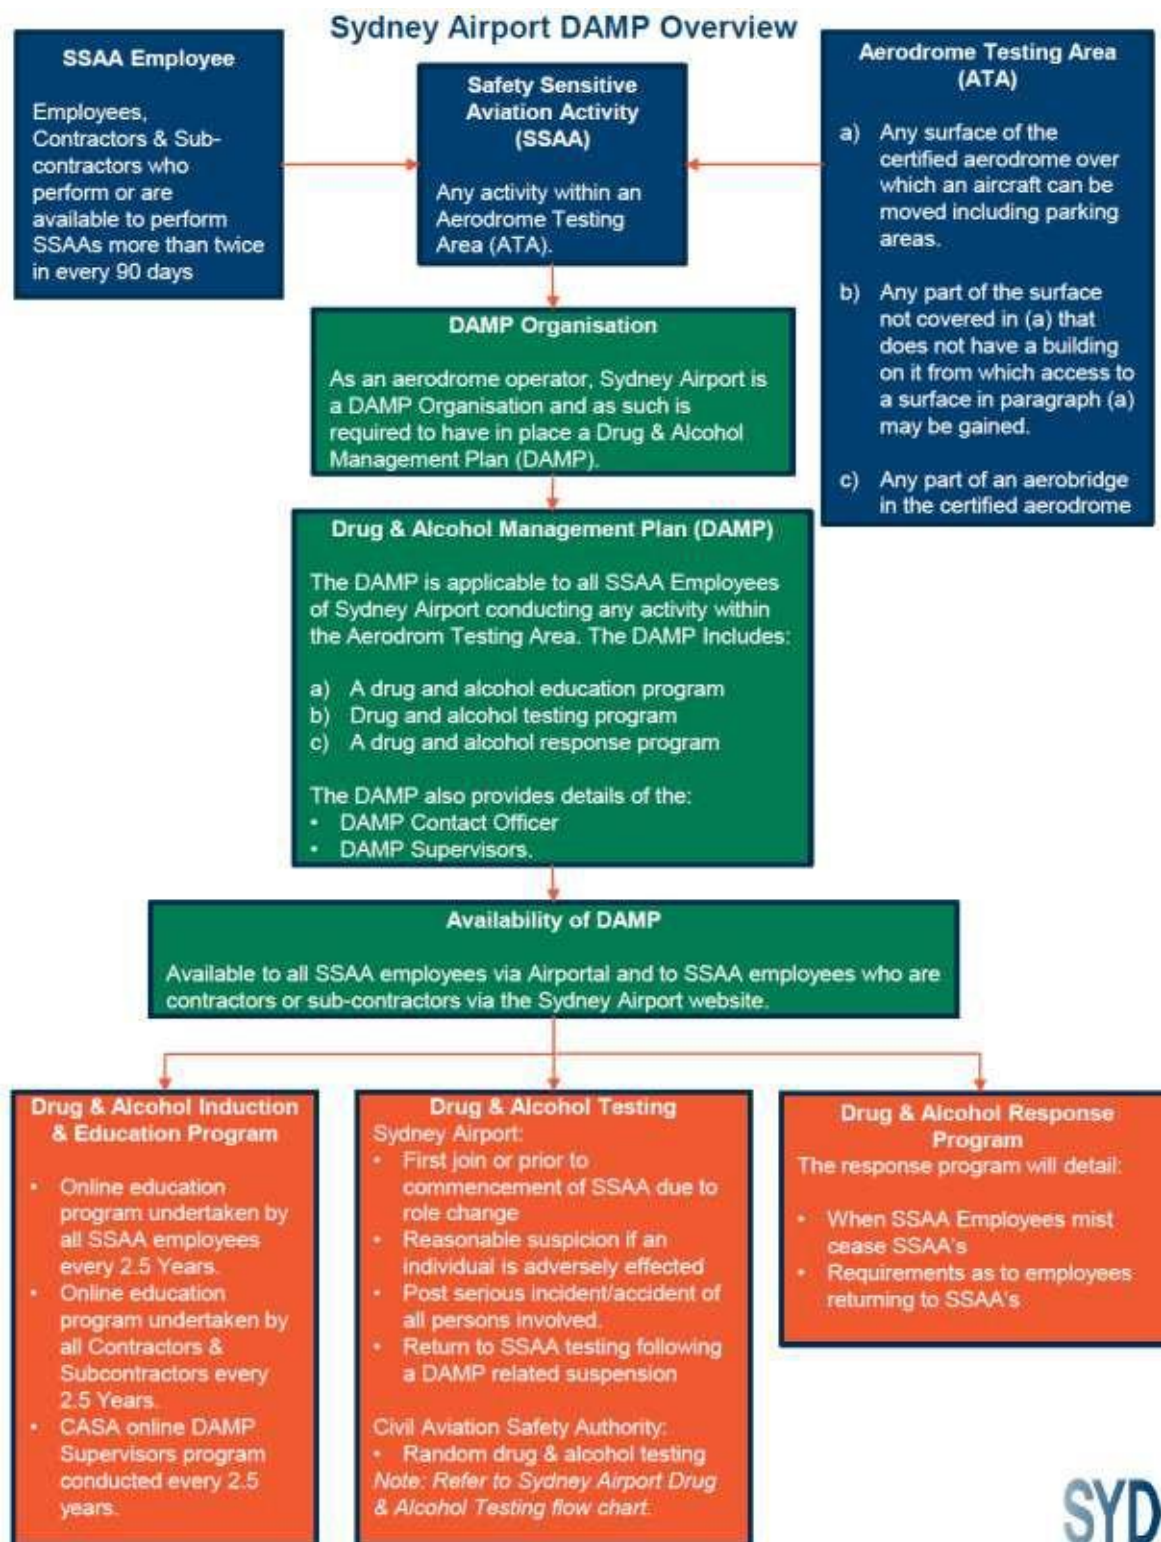 Sydney Airport DAMP Overview
SSAA Employee
Employees,
Contractors & Sub-
contractors who
perform or are
available to perform
SSAAs more than twice
in every 90 days
Safety Sensitive
Aviation Activity
(SSAA)
Any activity within an
Aerodrome Testing
Area (ATA).
Aerodrome Testing Area
(ATA)
a) Any surface of the
certified aerodrome over
which an aircraft can be
moved including parking
areas.
b) Any part of the surface
not covered in (a) that
does not have a building
on it from which access to
a surface in paragraph (a)
may be gained.
c) Any part of an aerobridge
in the certified aerodrome
DAMP Organisation
As an aerodrome operator, Sydney Airport is
a DAMP Organisation and as such is
required to have in place a Drug & Alcohol
Management Plan (DAMP).
Drug & Alcohol Management Plan (DAMP)
The DAMP is applicable to all SSAA Employees
of Sydney Airport conducting any activity within
the Aerodrom Testing Area. The DAMP Includes:
a) A drug and alcohol education program
b) Drug and alcohol testing program
c) A drug and alcohol response program
The DAMP also provides details of the:
• DAMP Contact Officer
• DAMP Supervisors.
Availability of DAMP
Available to all SSAA employees via Airportal and to SSAA employees who are
contractors or sub-contractors via the Sydney Airport website.
Drug & Alcohol Induction
& Education Program
• Online education
program undertaken by
all SSAA employees
every 2.5 Years.
• Online education
program undertaken by
all Contractors &
Subcontractors every
2.5 Years.
• CASA online DAMP
Supervisors program
conducted every 2.5
years.
Drug & Alcohol Testing
Sydney Airport:
• First join or prior to
commencement of SSAA due to
role change
• Reasonable suspicion if an
individual is adversely effected
• Post serious incident/accident of
all persons involved.
• Return to SSAA testing following
a DAMP related suspension
Civil Aviation Safety Authority:
• Random drug & alcohol testing
Note: Refer to Sydney Airport Drug
& Alcohol Testing flow chart.
Drug & Alcohol Response
Program
The response program will detail:
• When SSAA Employees mist
cease SSAA's
• Requirements as to employees
returning to SSAA's
SYD